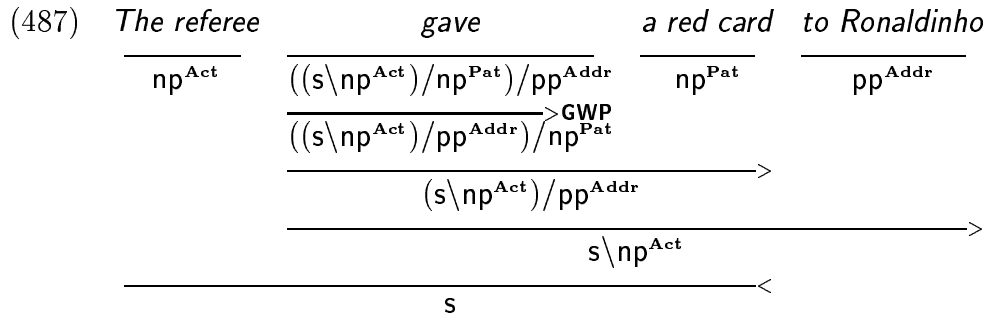 (487) The referee gave a red card to Ronaldinho
np^Act ((s\np^Act)/np^Pat)/pp^Addr np^Pat pp^Addr
>GWP
((s\np^Act)/pp^Addr)/np^Pat
>
(s\np^Act)/pp^Addr
>
s\np^Act
<
s